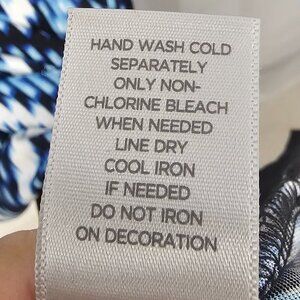 HAND WASH COLD
SEPARATELY
ONLY NON-
CHLORINE BLEACH
WHEN NEEDED
LINE DRY
COOL IRON
IF NEEDED
DO NOT IRON
ON DECORATION